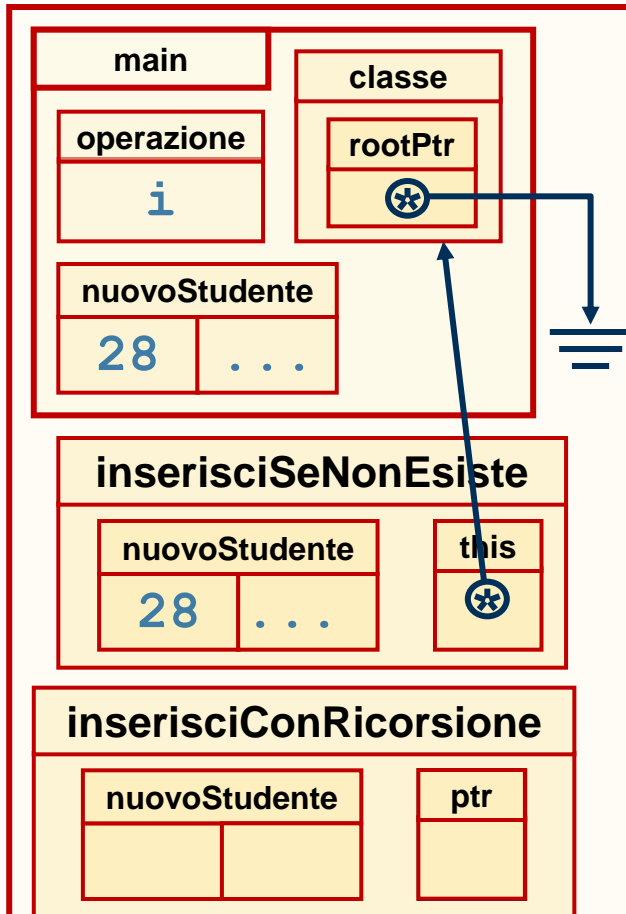 main
classe
operazione
rootPtr
i
*
nuovoStudente
28 ...
inserisciSeNonEsiste
nuovoStudente
this
28 ...
*
inserisciConRicorsione
nuovoStudente
ptr